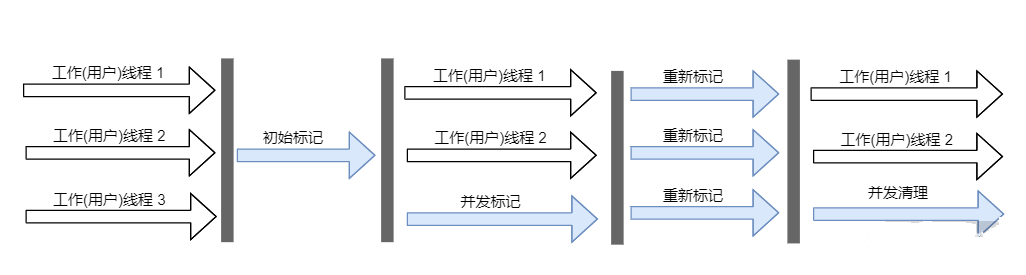 工作(用户)线程 1
工作(用户)线程 2
工作(用户)线程 3
初始标记
工作(用户)线程 1
工作(用户)线程 2
并发标记
重新标记
重新标记
重新标记
工作(用户)线程 1
工作(用户)线程 2
并发清理